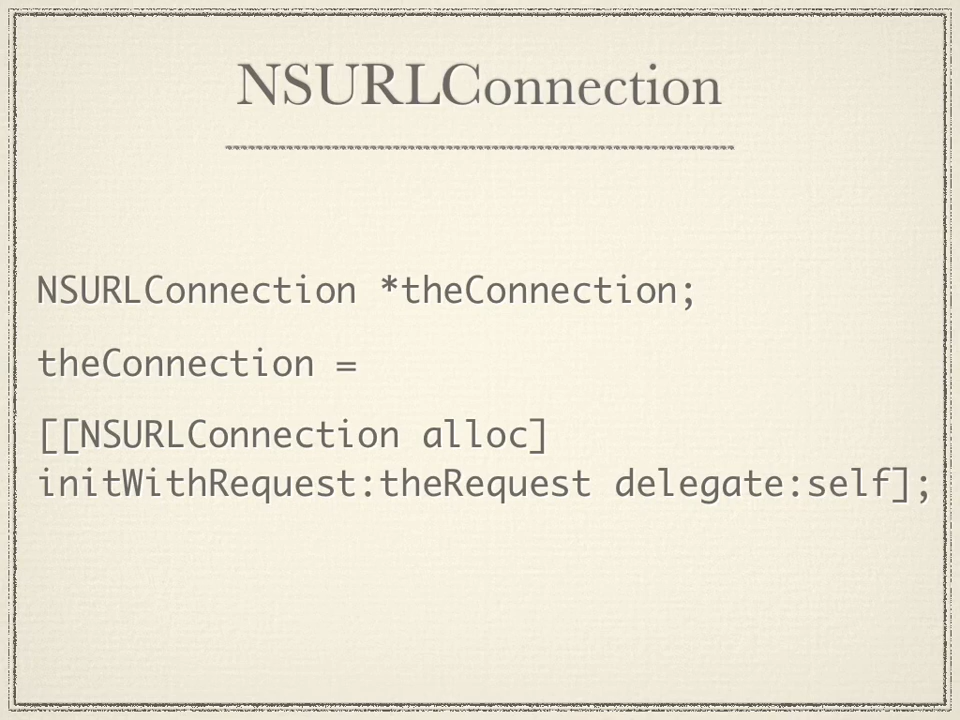 NSURLConnection
NSURLConnection *theConnection;
theConnection =
[[NSURLConnection alloc]
initWithRequest:theRequest delegate:self];